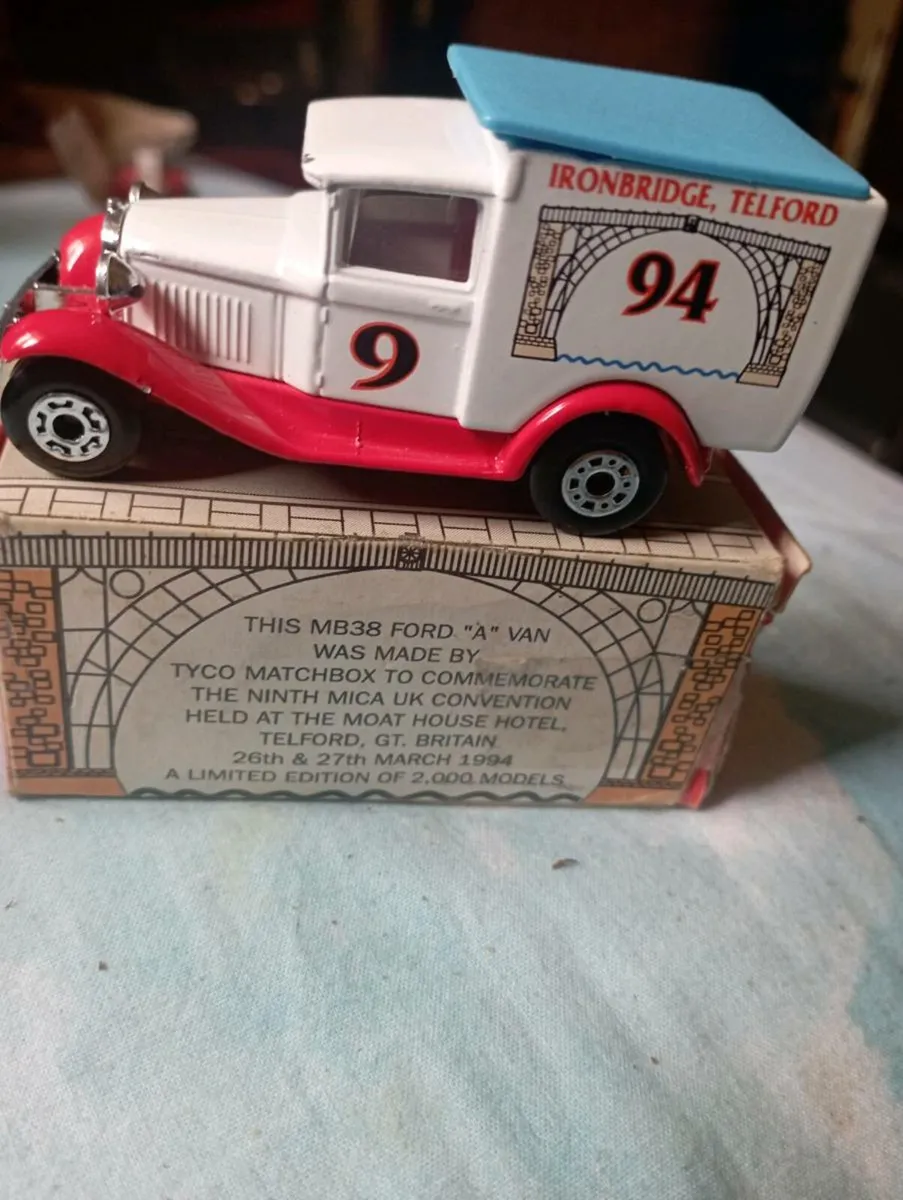 IRONBRIDGE, TELFORD
94
9
THIS MB38 FORD "A" VAN
WAS MADE BY
TYCO MATCHBOX TO COMMEMORATE
THE NINTH MICA UK CONVENTION
HELD AT THE MOAT HOUSE HOTEL,
TELFORD, GT. BRITAIN
26th & 27th MARCH 1994
A LIMITED EDITION OF 2,000 MODELS